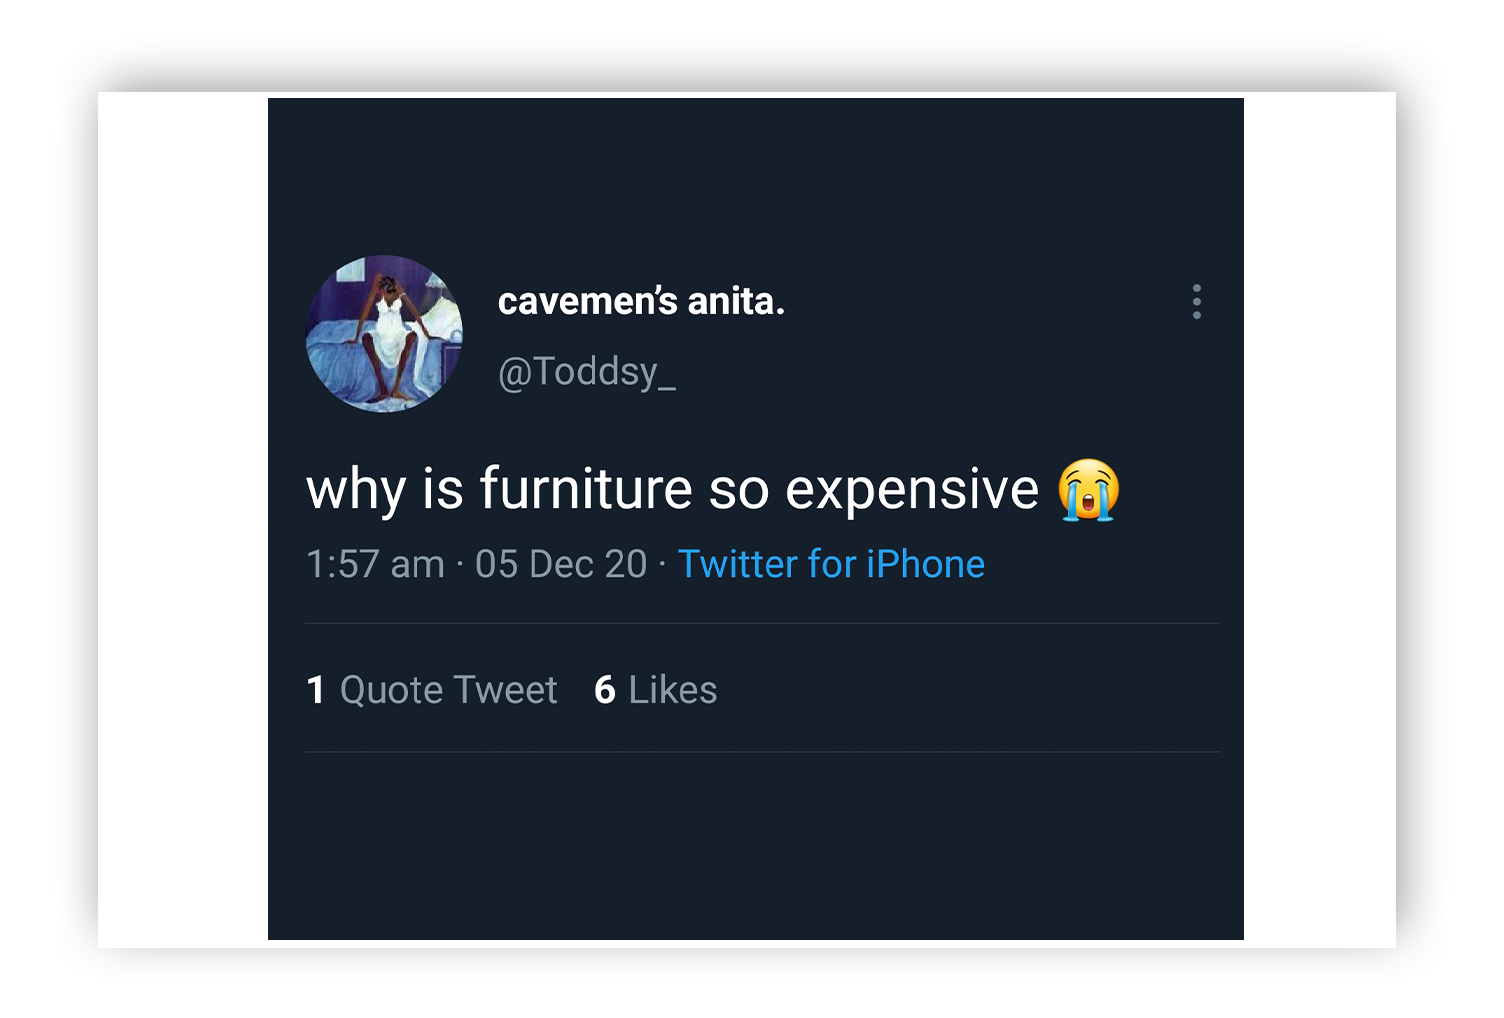 cavemen’s anita.
@Toddsy_
why is furniture so expensive 😭
1:57 am · 05 Dec 20 · Twitter for iPhone
1 Quote Tweet 6 Likes